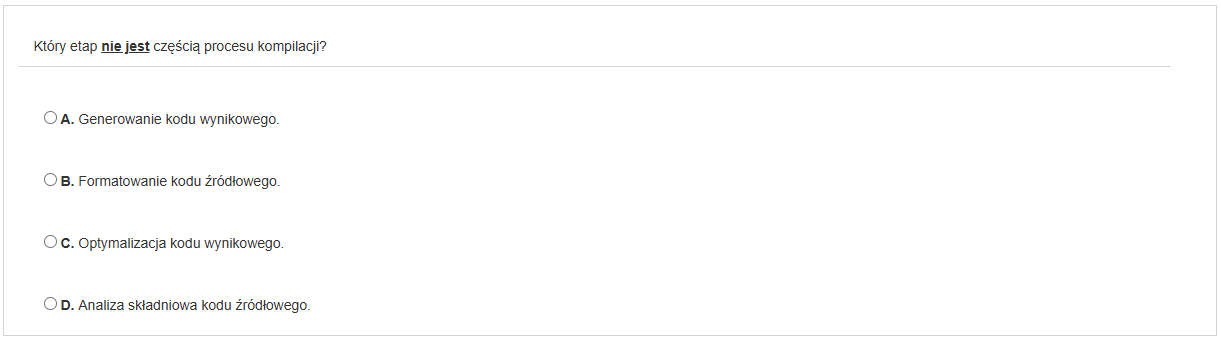 Który etap nie jest częścią procesu kompilacji?
A. Generowanie kodu wynikowego.
B. Formatowanie kodu źródłowego.
C. Optymalizacja kodu wynikowego.
D. Analiza składniowa kodu źródłowego.